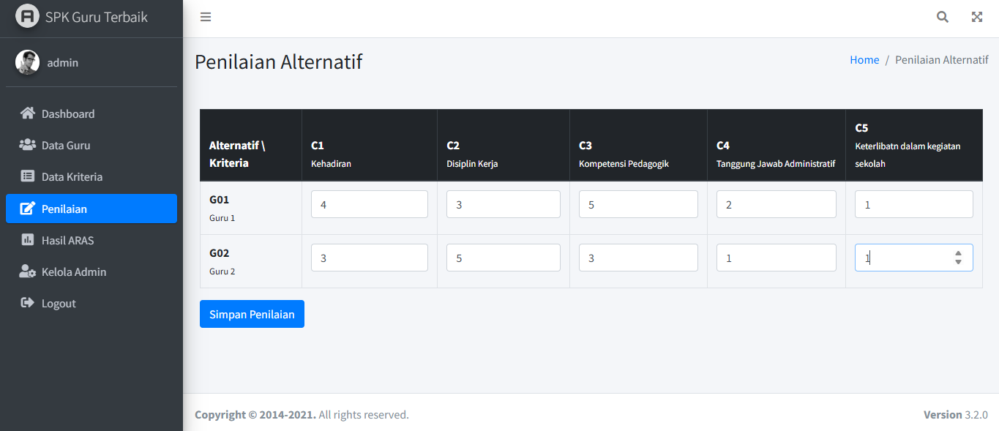 SPK Guru Terbaik
admin
Dashboard
Data Guru
Data Kriteria
Penilaian
Hasil ARAS
Kelola Admin
Logout
Penilaian Alternatif
Home / Penilaian Alternatif
Alternatif \
Kriteria
C1
Kehadiran
C2
Disiplin Kerja
C3
Kompetensi Pedagogik
C4
Tanggung Jawab Administratif
C5
Keterlibatn dalam kegiatan
sekolah
G01
Guru 1
4
3
5
2
1
G02
Guru 2
3
5
3
1
1
Simpan Penilaian
Copyright © 2014-2021. All rights reserved.
Version 3.2.0